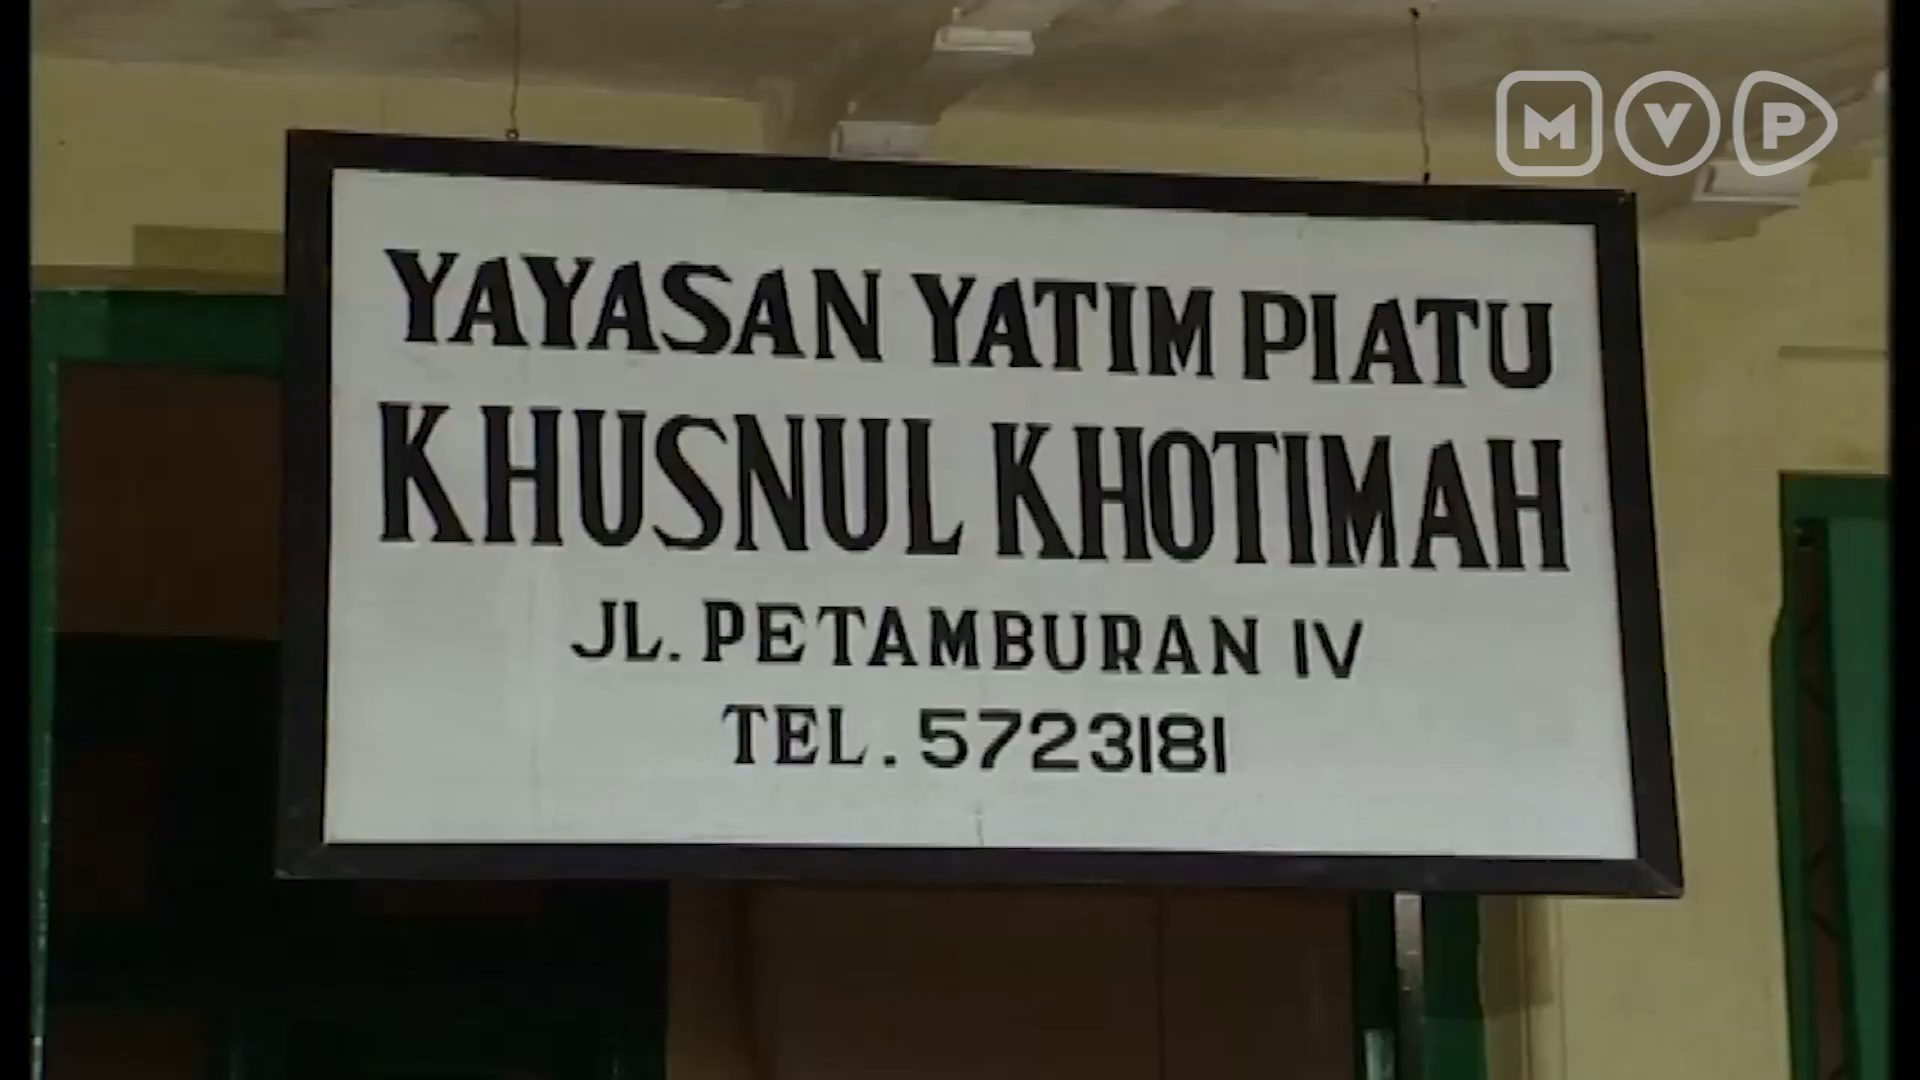 MVP
YAYASAN YATIM PIATU
KHUSNUL KHOTIMAH
JL. PETAMBURAN IV
TEL. 5723181